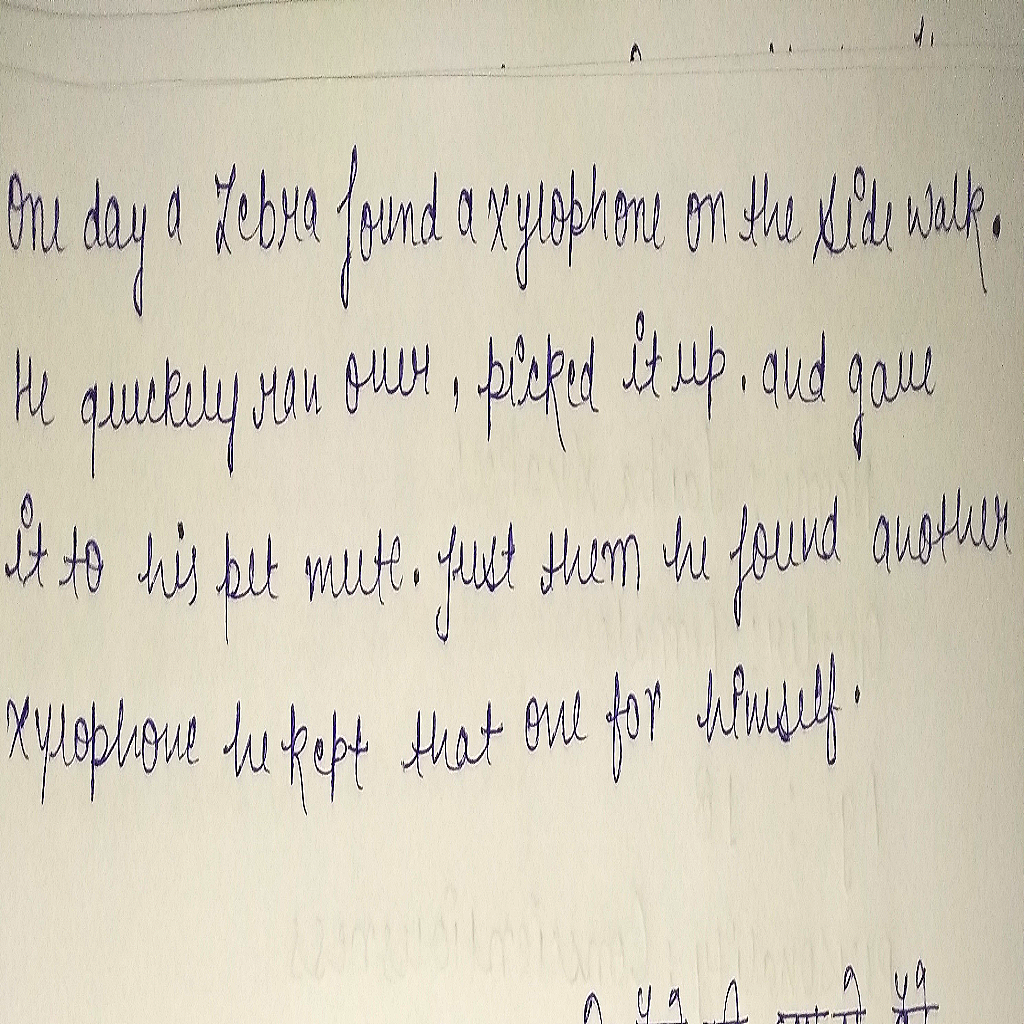 One day a Zebra found a xylophone on the side walk.
He quickely ran over, picked it up. and gave
it to his pet mute. Just them he found another
xylophone he kept that one for himself.